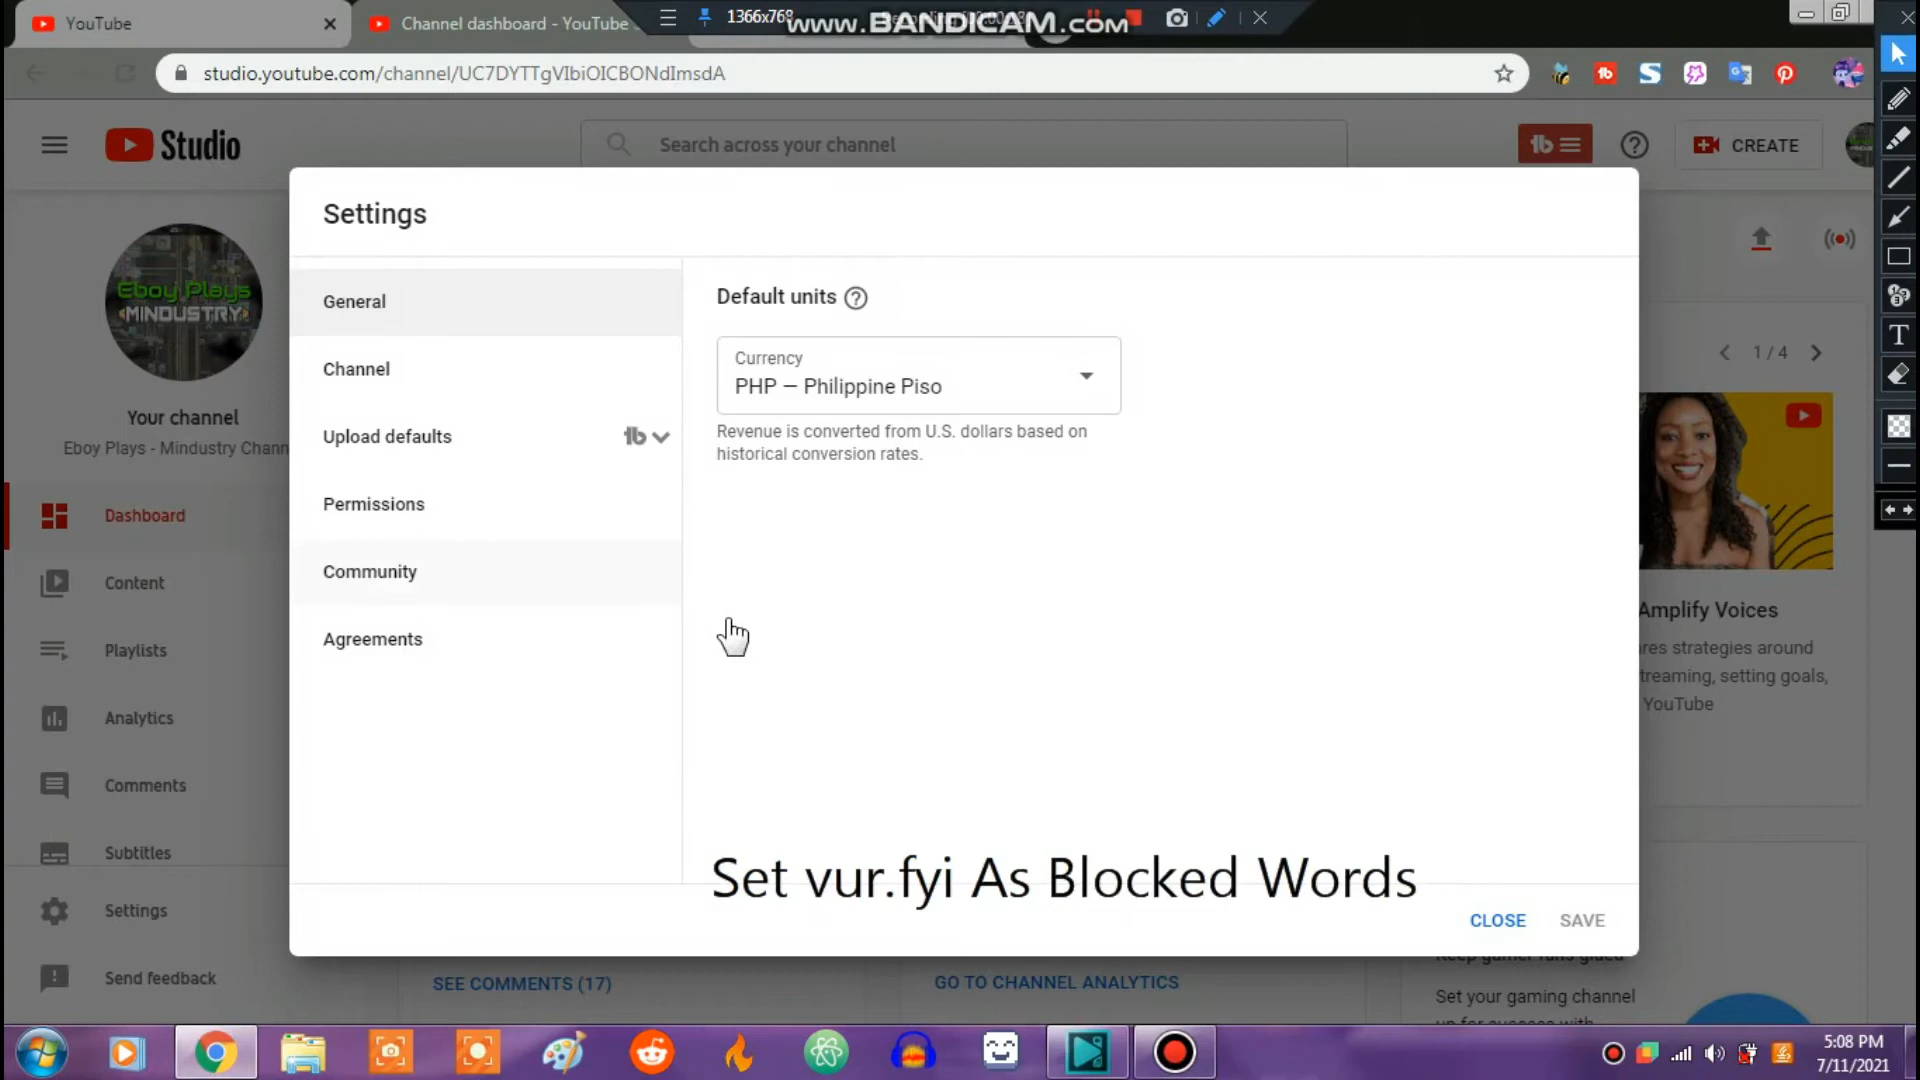 YouTube
Channel dashboard - YouTube
1366x768
www.BANDICAM.com
studio.youtube.com/channel/UC7DYTTgVIbiOICBONdImsdA
Studio
Search across your channel
CREATE
Settings
Eboy Plays
MINDUSTRY
Your channel
Eboy Plays - Mindustry Chann
Dashboard
Content
Playlists
Analytics
Comments
Subtitles
Settings
Send feedback
General
Channel
Upload defaults
Permissions
Community
Agreements
Default units
Currency
PHP — Philippine Piso
Revenue is converted from U.S. dollars based on
historical conversion rates.
1 / 4
Amplify Voices
res strategies around
treaming, setting goals,
YouTube
Set vur.fyi As Blocked Words
CLOSE
SAVE
SEE COMMENTS (17)
GO TO CHANNEL ANALYTICS
Set your gaming channel
5:08 PM
7/11/2021